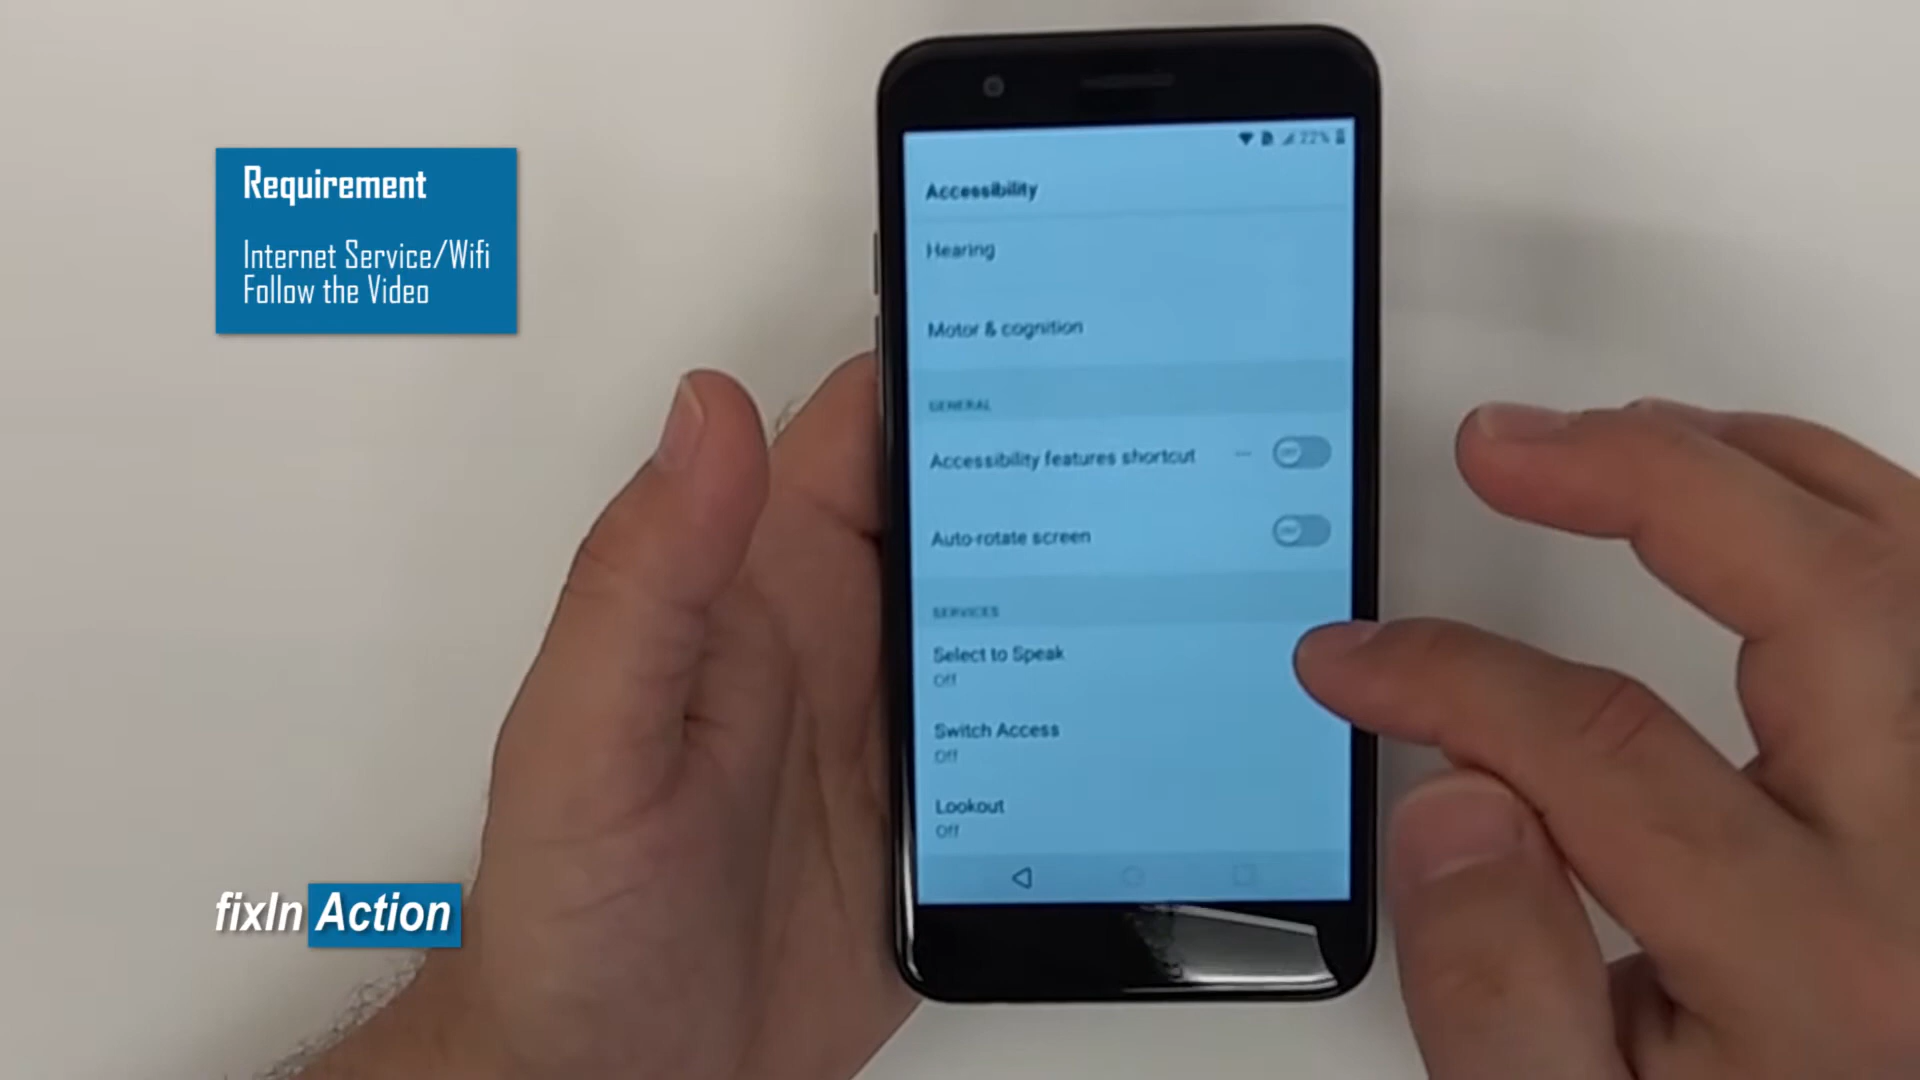 Requirement
Internet Service/Wifi
Follow the Video
22%
Accessibility
Hearing
Motor & cognition
GENERAL
Accessibility features shortcut
Auto-rotate screen
SERVICES
Select to Speak
Off
Switch Access
Off
Lookout
Off
fixIn Action